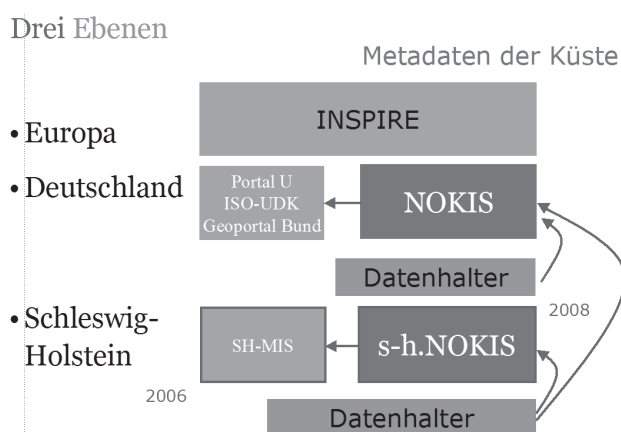 Drei Ebenen
Metadaten der Küste
• Europa
INSPIRE
• Deutschland
Portal U
ISO-UDK
Geoportal Bund
NOKIS
Datenhalter
2008
• Schleswig-
Holstein
SH-MIS
s-h.NOKIS
2006
Datenhalter